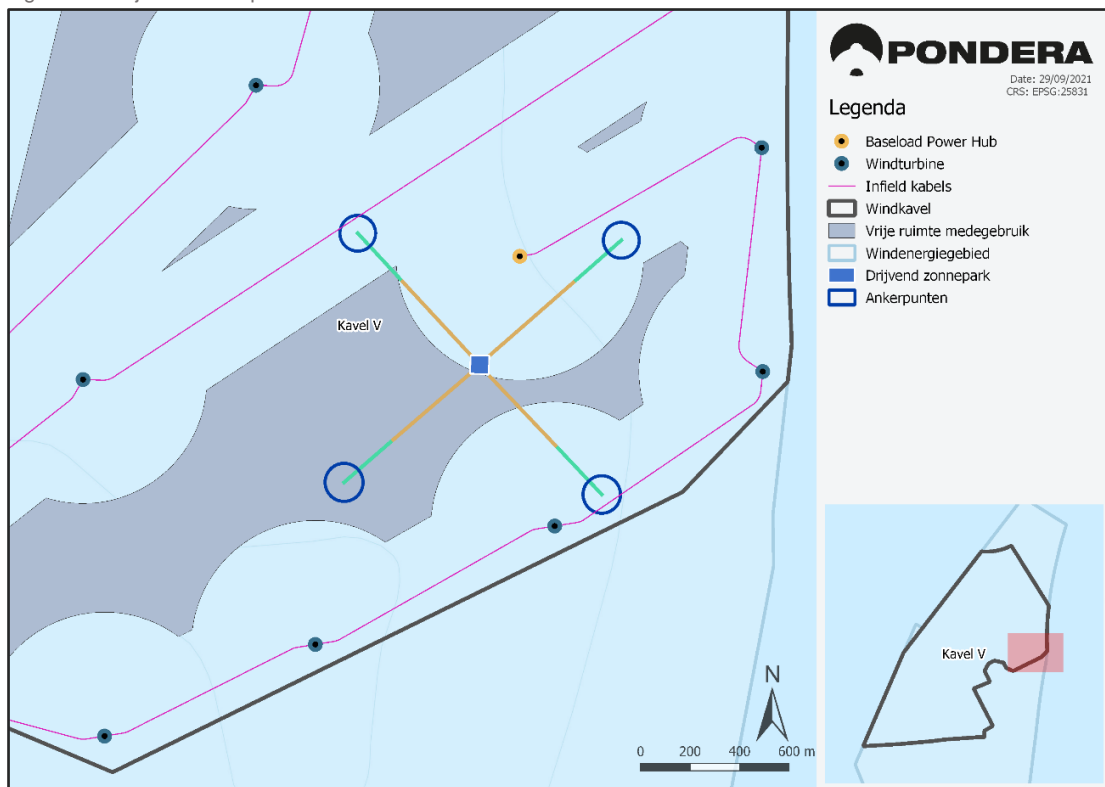 PONDERA
Date: 29/09/2021
CRS: EPSG:25831
Legenda
Baseload Power Hub
Windturbine
Infield kabels
Windkavel
Vrije ruimte medegebruik
Windenergiegebied
Drijvend zonnepark
Ankerpunten
Kavel V
Kavel V
N
0 200 400 600 m